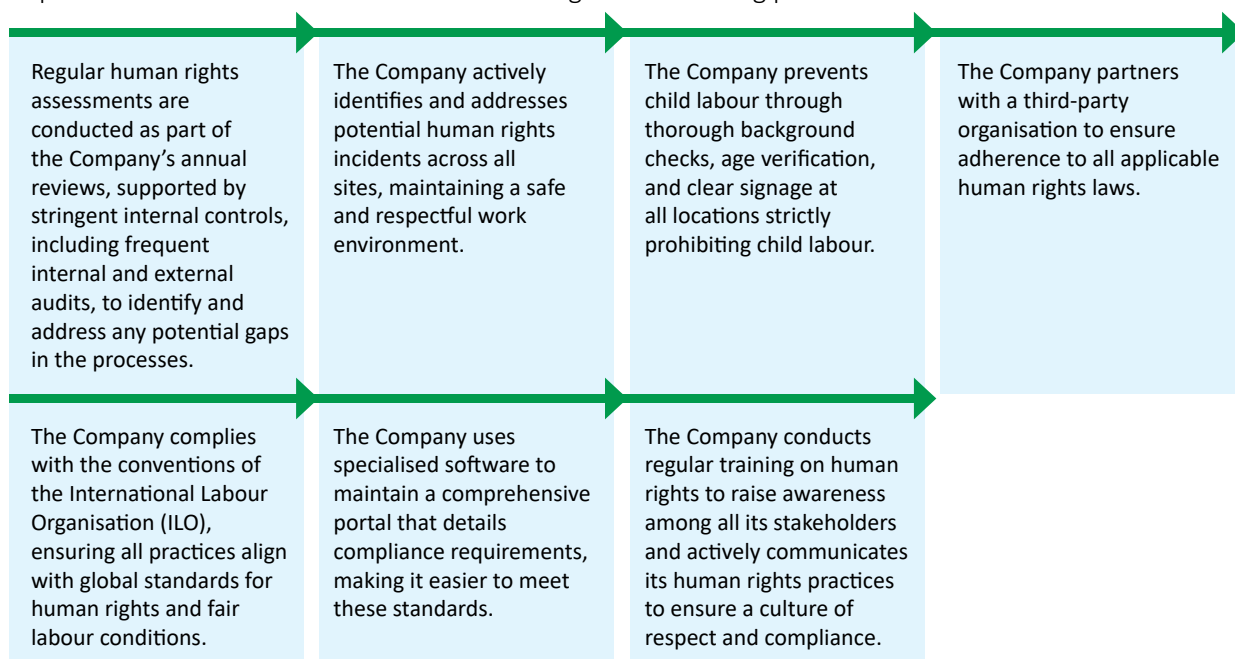 Regular human rights
assessments are
conducted as part of
the Company's annual
reviews, supported by
stringent internal controls,
including frequent
internal and external
audits, to identify and
address any potential gaps
in the processes.
The Company actively
identifies and addresses
potential human rights
incidents across all
sites, maintaining a safe
and respectful work
environment.
The Company prevents
child labour through
thorough background
checks, age verification,
and clear signage at
all locations strictly
prohibiting child labour.
The Company partners
with a third-party
organisation to ensure
adherence to all applicable
human rights laws.
The Company complies
with the conventions of
the International Labour
Organisation (ILO),
ensuring all practices align
with global standards for
human rights and fair
labour conditions.
The Company uses
specialised software to
maintain a comprehensive
portal that details
compliance requirements,
making it easier to meet
these standards.
The Company conducts
regular training on human
rights to raise awareness
among all its stakeholders
and actively communicates
its human rights practices
to ensure a culture of
respect and compliance.